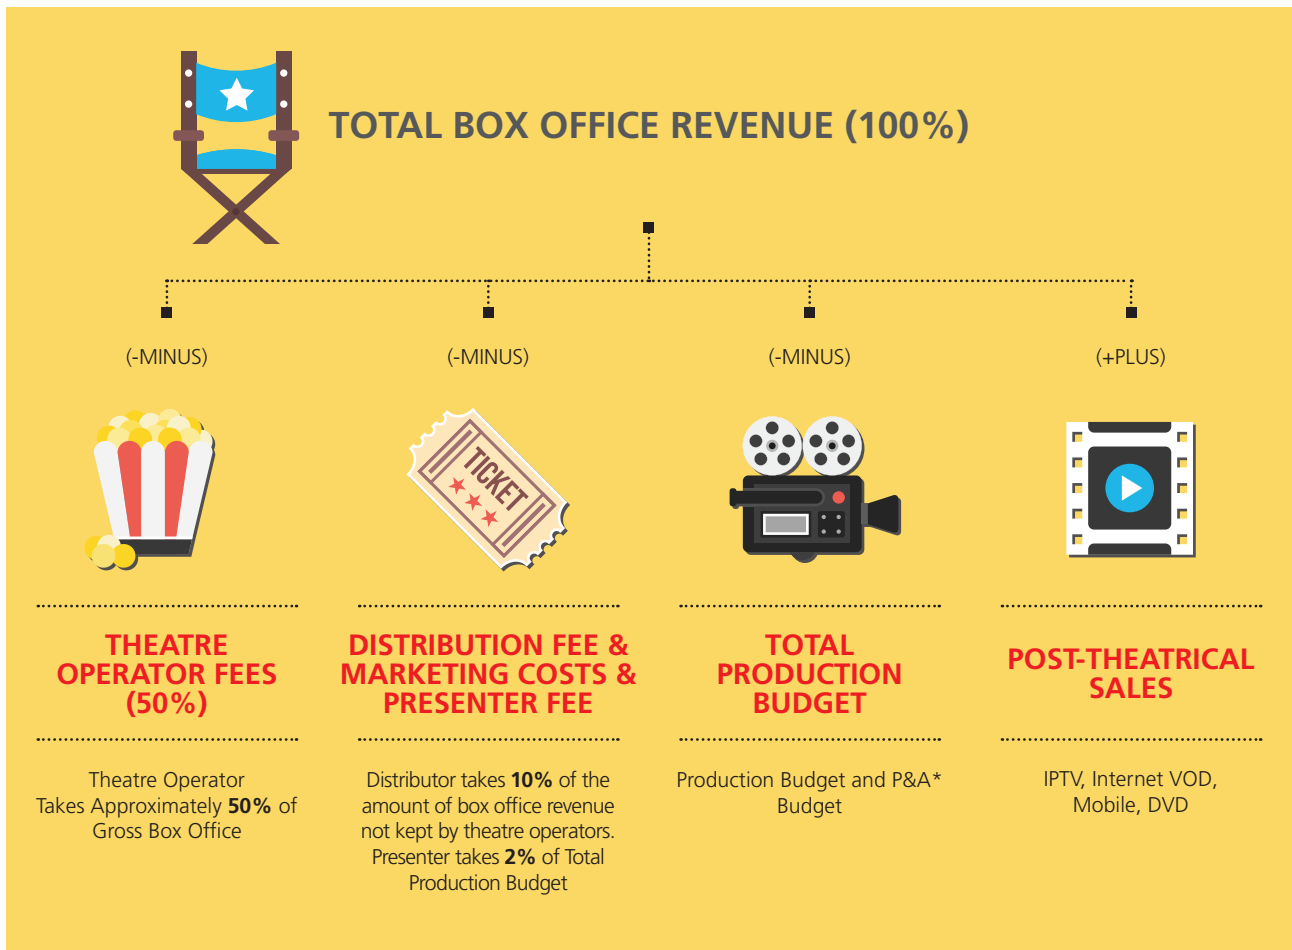 TOTAL BOX OFFICE REVENUE (100%)
(-MINUS)
(-MINUS)
(-MINUS)
(+PLUS)
TICKET
THEATRE
OPERATOR FEES
(50%)
Theatre Operator
Takes Approximately 50% of
Gross Box Office
DISTRIBUTION FEE &
MARKETING COSTS &
PRESENTER FEE
Distributor takes 10% of the
amount of box office revenue
not kept by theatre operators.
Presenter takes 2% of Total
Production Budget
TOTAL
PRODUCTION
BUDGET
Production Budget and P&A*
Budget
POST-THEATRICAL
SALES
IPTV, Internet VOD,
Mobile, DVD